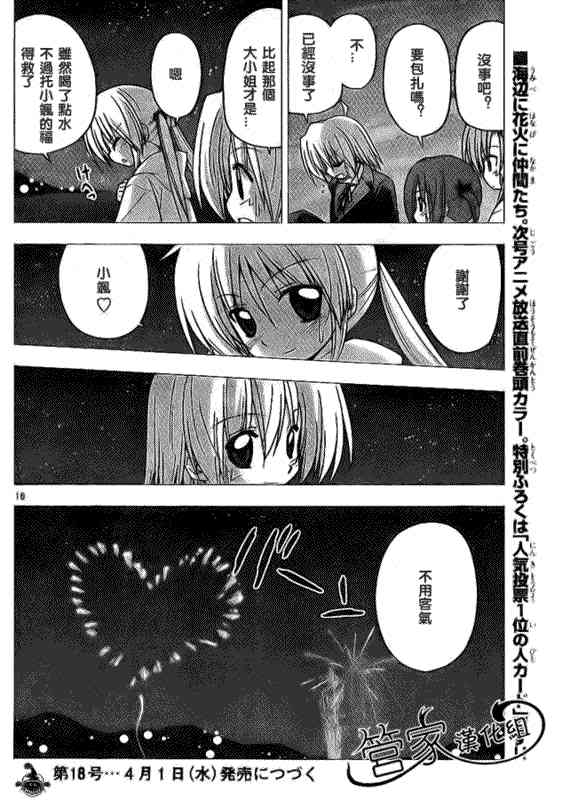 沒事吧？
要包扎嗎？
不…
已經沒事了
比起那個
大小姐才是…
嗯
雖然喝了點水
不過托小颯的福
得救了
謝謝了
小颯♡
不用客氣
16
海辺に花火に仲間たち。次号アニメ放送直前巻頭カラー。特別ふろくは「人気投票1位の人カード」!!
管家漢化組
第18号…4月1日(水)発売につづく